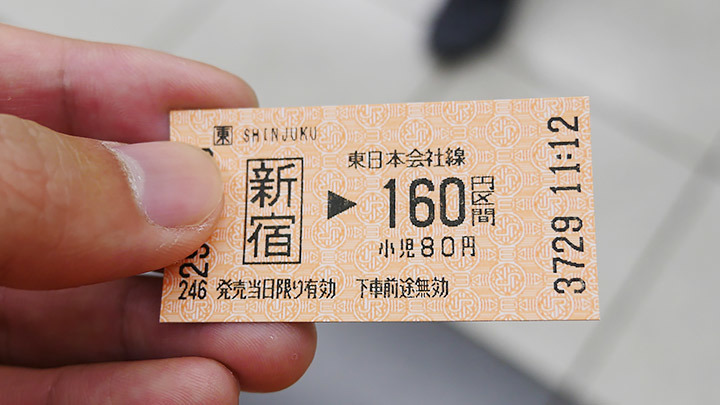 東 SHINJUKU
新宿
東日本会社線
▶ 160円区間
小児80円
246 発売当日限り有効 下車前途無効
3729 11:12